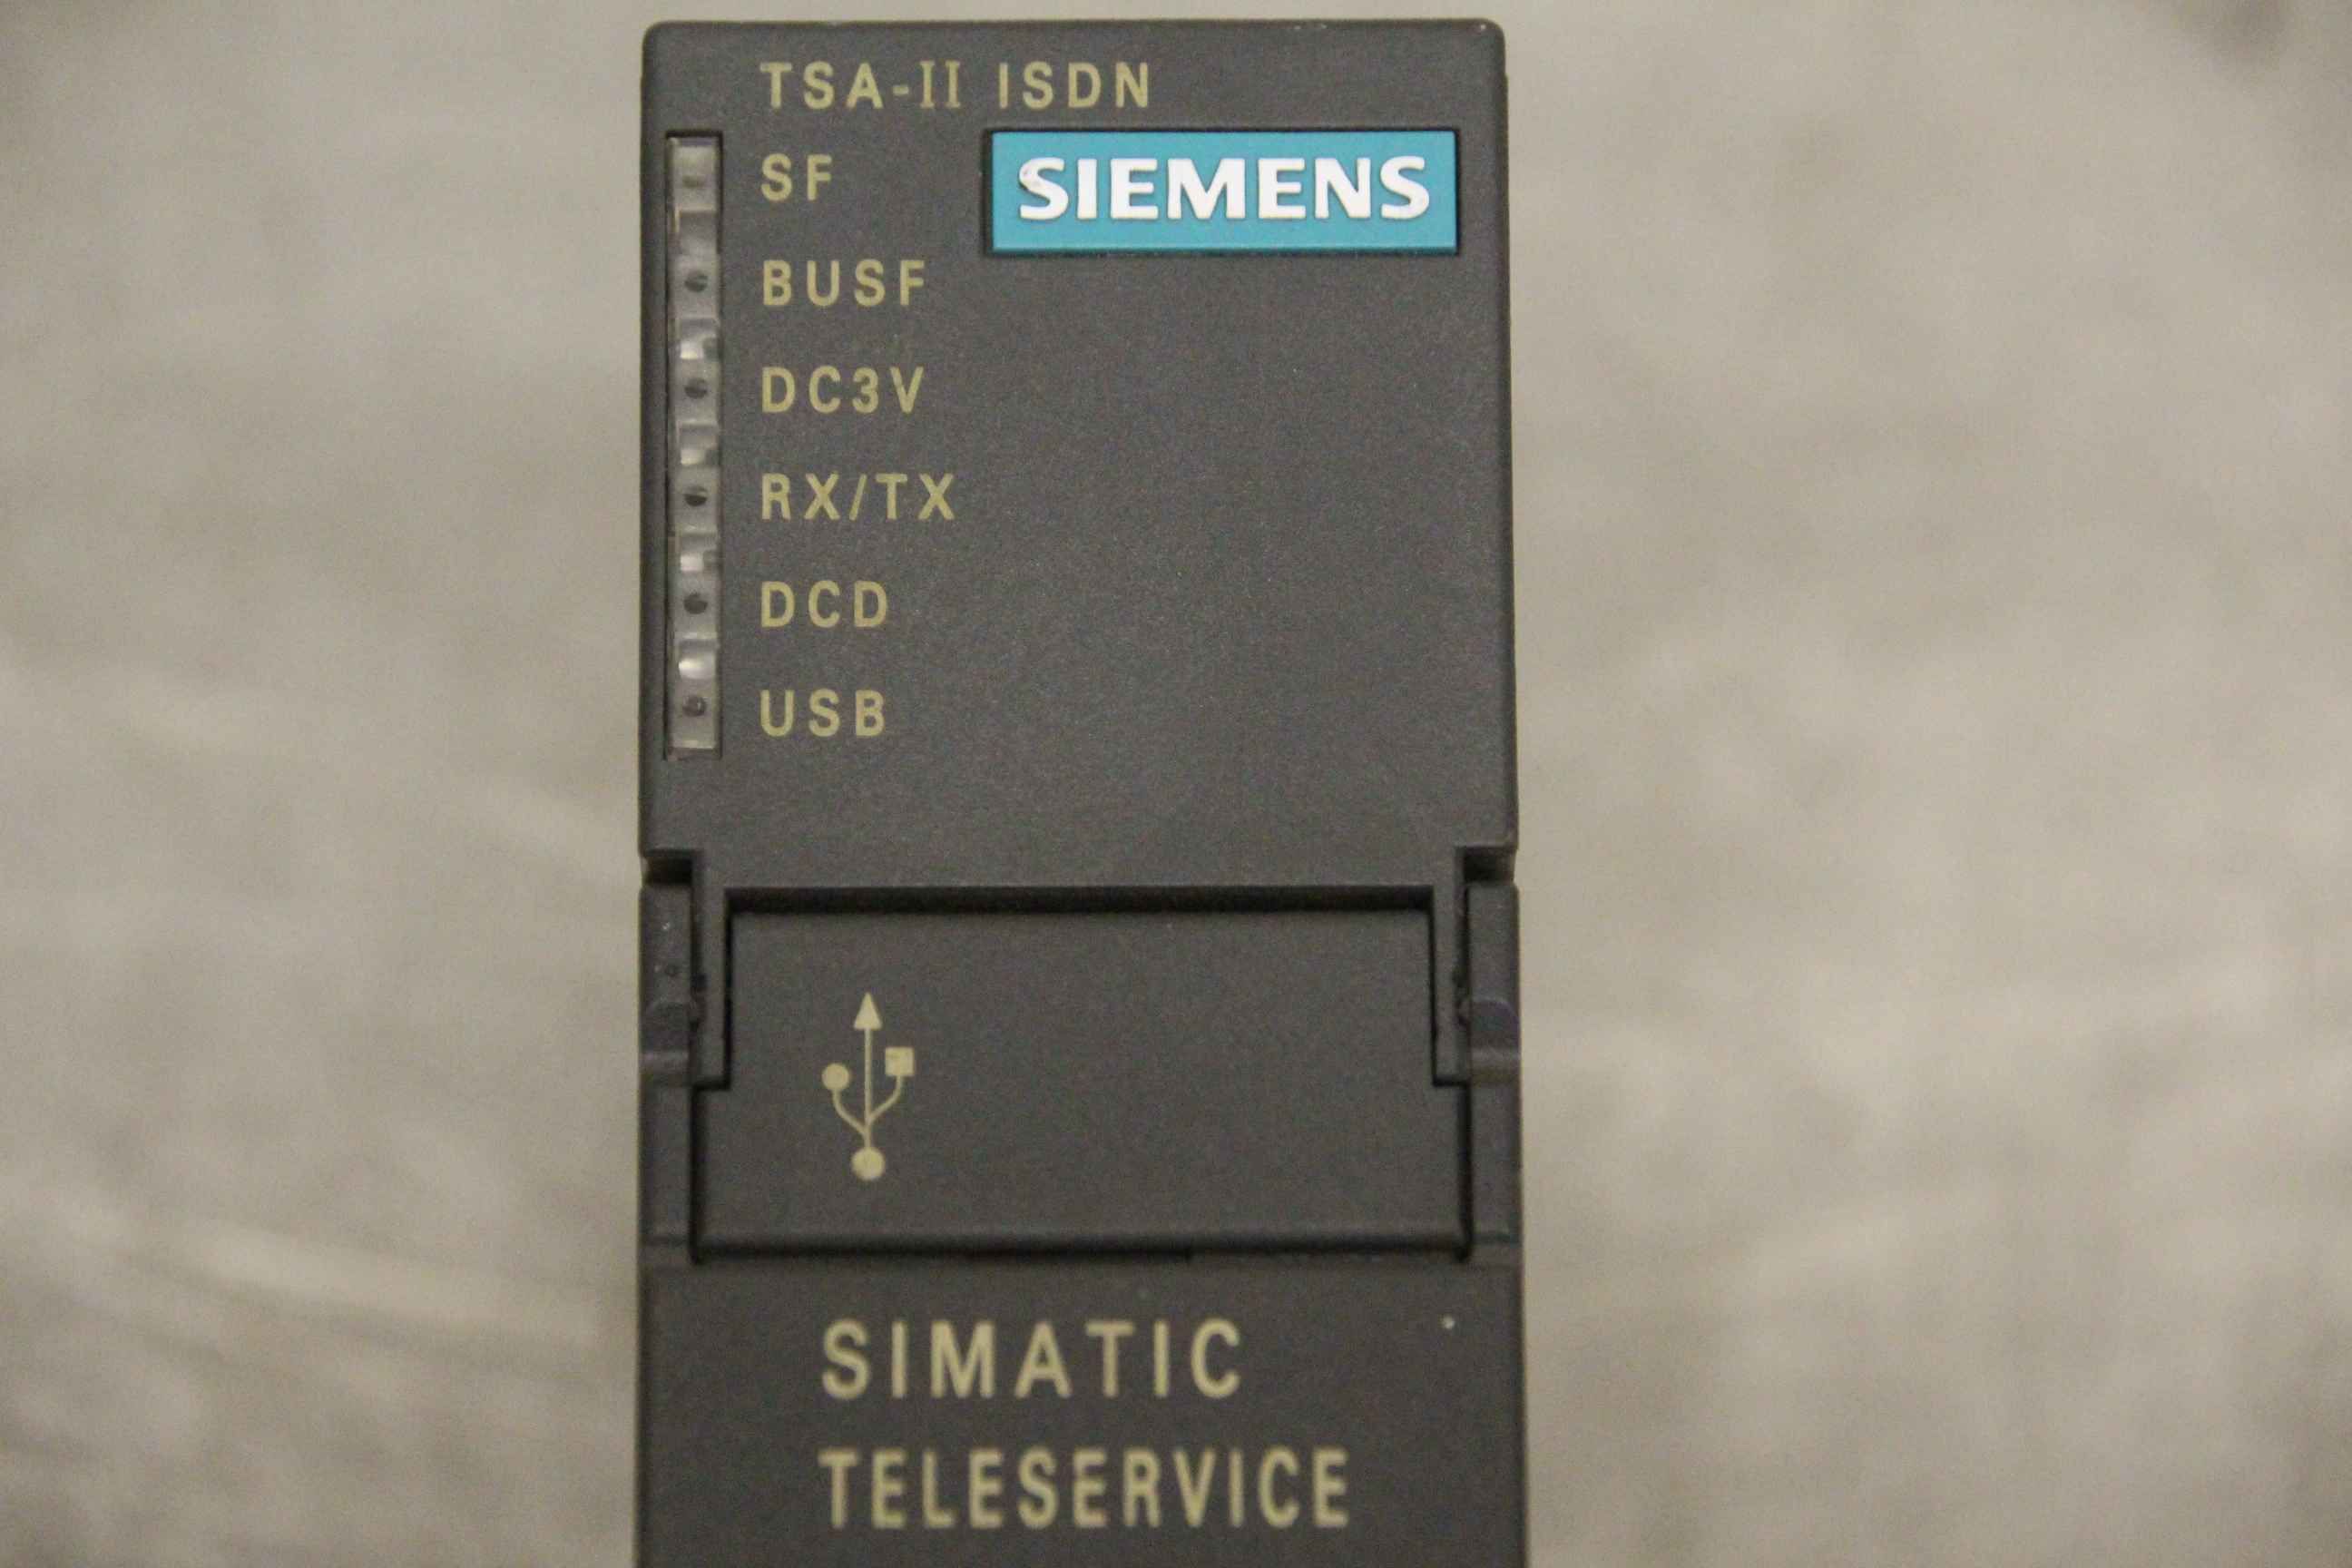 TSA-II ISDN
SF
SIEMENS
BUSF
DC3V
RX/TX
DCD
USB
SIMATIC
TELESERVICE